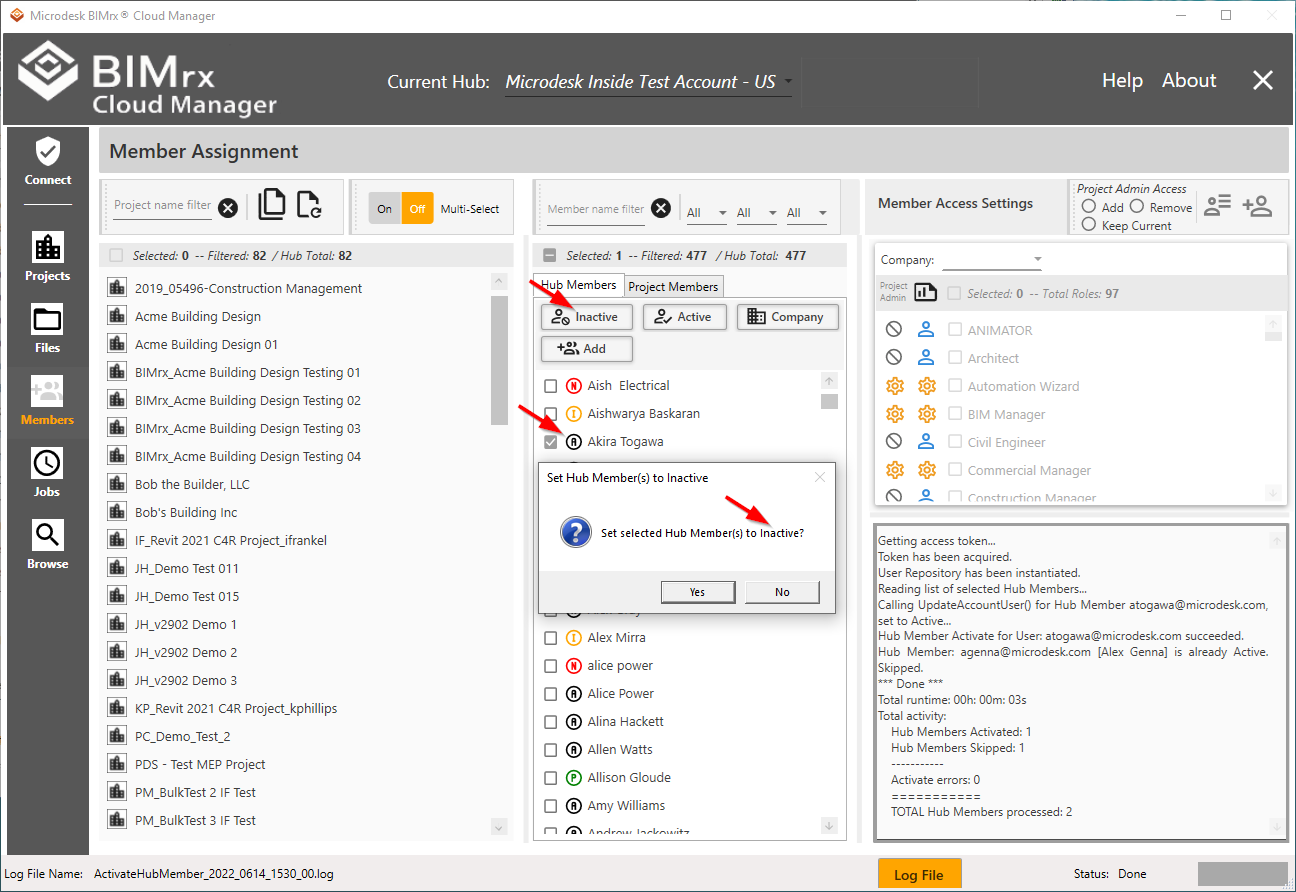 Microdesk BIMrx® Cloud Manager
BIMrx
Cloud Manager
Current Hub: Microdesk Inside Test Account - US
Help About
Connect
Projects
Files
Members
Jobs
Browse
Member Assignment
Project name filter
On Off Multi-Select
Selected: 0 -- Filtered: 82 / Hub Total: 82
2019_05496-Construction Management
Acme Building Design
Acme Building Design 01
BIMrx_Acme Building Design Testing 01
BIMrx_Acme Building Design Testing 02
BIMrx_Acme Building Design Testing 03
BIMrx_Acme Building Design Testing 04
Bob the Builder, LLC
Bob's Building Inc
IF_Revit 2021 C4R Project_ifrankel
JH_Demo Test 011
JH_Demo Test 015
JH_v2902 Demo 1
JH_v2902 Demo 2
JH_v2902 Demo 3
KP_Revit 2021 C4R Project_kphillips
PC_Demo_Test_2
PDS - Test MEP Project
PM_BulkTest 2 IF Test
PM_BulkTest 3 IF Test
Member name filter
All All All
Selected: 1 -- Filtered: 477 / Hub Total: 477
Hub Members Project Members
Inactive Active Company
Add
N Aish Electrical
I Aishwarya Baskaran
A Akira Togawa
Set Hub Member(s) to Inactive
? Set selected Hub Member(s) to Inactive?
Yes No
I Alex Mirra
N alice power
A Alice Power
A Alina Hackett
A Allen Watts
P Allison Gloude
A Amy Williams
A Andrew Jackowitz
Member Access Settings
Project Admin Access
Add Remove
Keep Current
Company:
Project
Admin
Selected: 0 -- Total Roles: 97
ANIMATOR
Architect
Automation Wizard
BIM Manager
Civil Engineer
Commercial Manager
Construction Manager
Getting access token...
Token has been acquired.
User Repository has been instantiated.
Reading list of selected Hub Members...
Calling UpdateAccountUser() for Hub Member atogawa@microdesk.com,
set to Active...
Hub Member Activate for User: atogawa@microdesk.com succeeded.
Hub Member: agenna@microdesk.com [Alex Genna] is already Active.
Skipped.
*** Done ***
Total runtime: 00h: 00m: 03s
Total activity:
Hub Members Activated: 1
Hub Members Skipped: 1
-----------
Activate errors: 0
===========
TOTAL Hub Members processed: 2
Log File Name: ActivateHubMember_2022_0614_1530_00.log
Log File
Status: Done